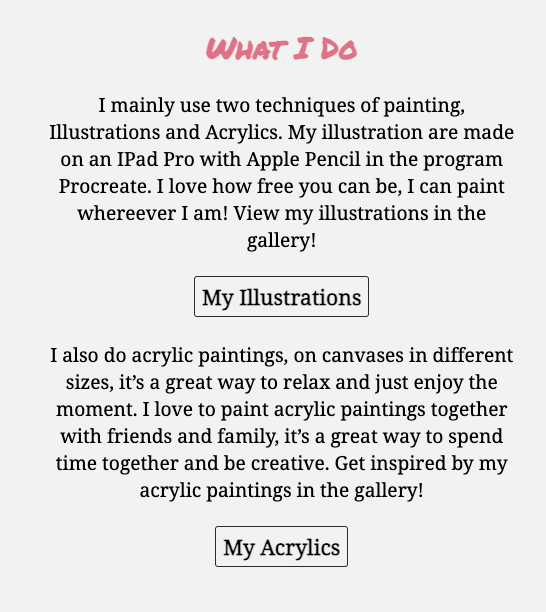 What I Do
I mainly use two techniques of painting,
Illustrations and Acrylics. My illustration are made
on an IPad Pro with Apple Pencil in the program
Procreate. I love how free you can be, I can paint
whereever I am! View my illustrations in the
gallery!
My Illustrations
I also do acrylic paintings, on canvases in different
sizes, it’s a great way to relax and just enjoy the
moment. I love to paint acrylic paintings together
with friends and family, it’s a great way to spend
time together and be creative. Get inspired by my
acrylic paintings in the gallery!
My Acrylics